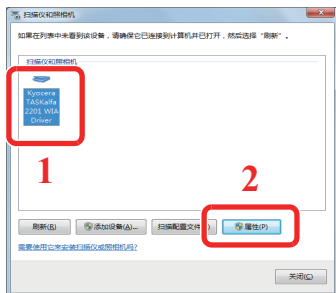 扫描仪和照相机
如果在列表中未看到该设备，请确保它已连接到计算机并已打开，然后选择“刷新”。
扫描仪和照相机
Kyocera
TASKalfa
2201 WIA
Driver
1
2
刷新(R)
添加设备(A)...
扫描配置文件
属性(P)
需要使用它来安装扫描仪或照相机吗?
关闭(C)